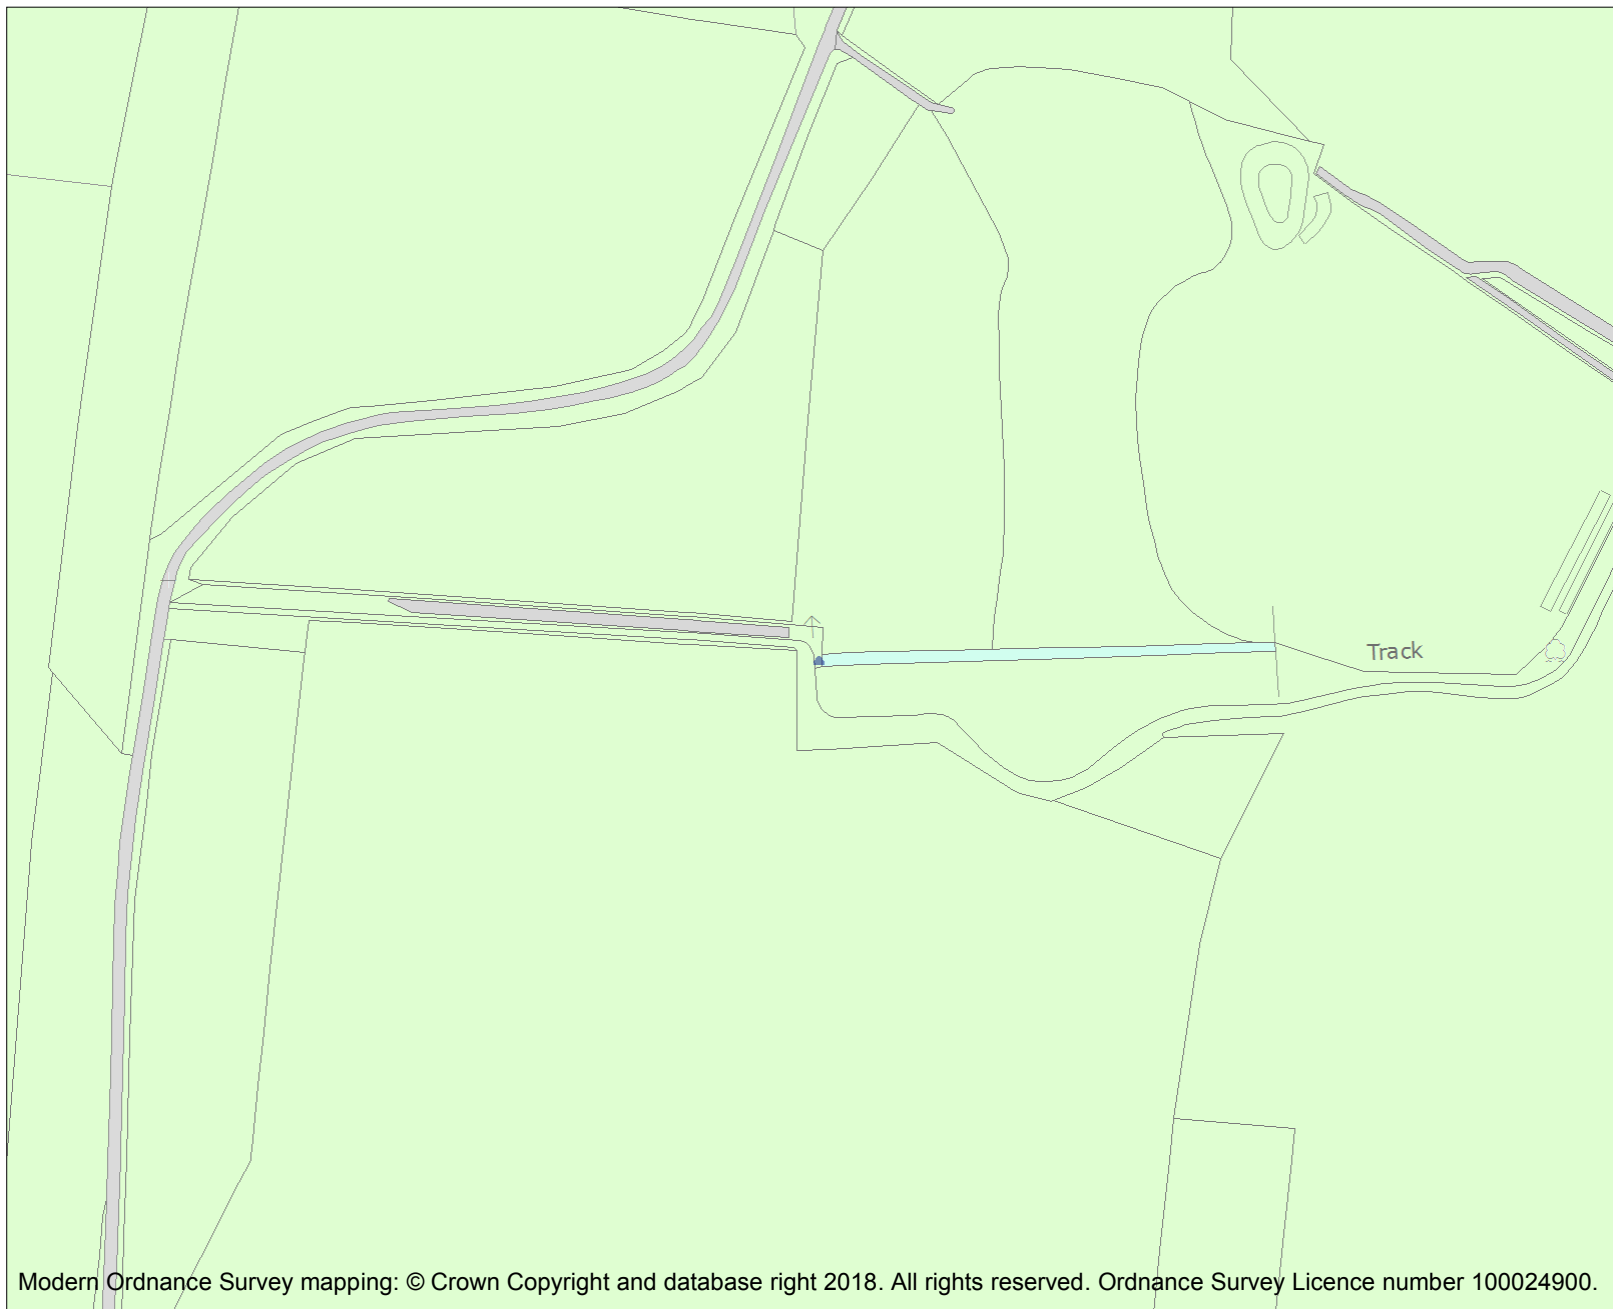 Track
Modern Ordnance Survey mapping: © Crown Copyright and database right 2018. All rights reserved. Ordnance Survey Licence number 100024900.